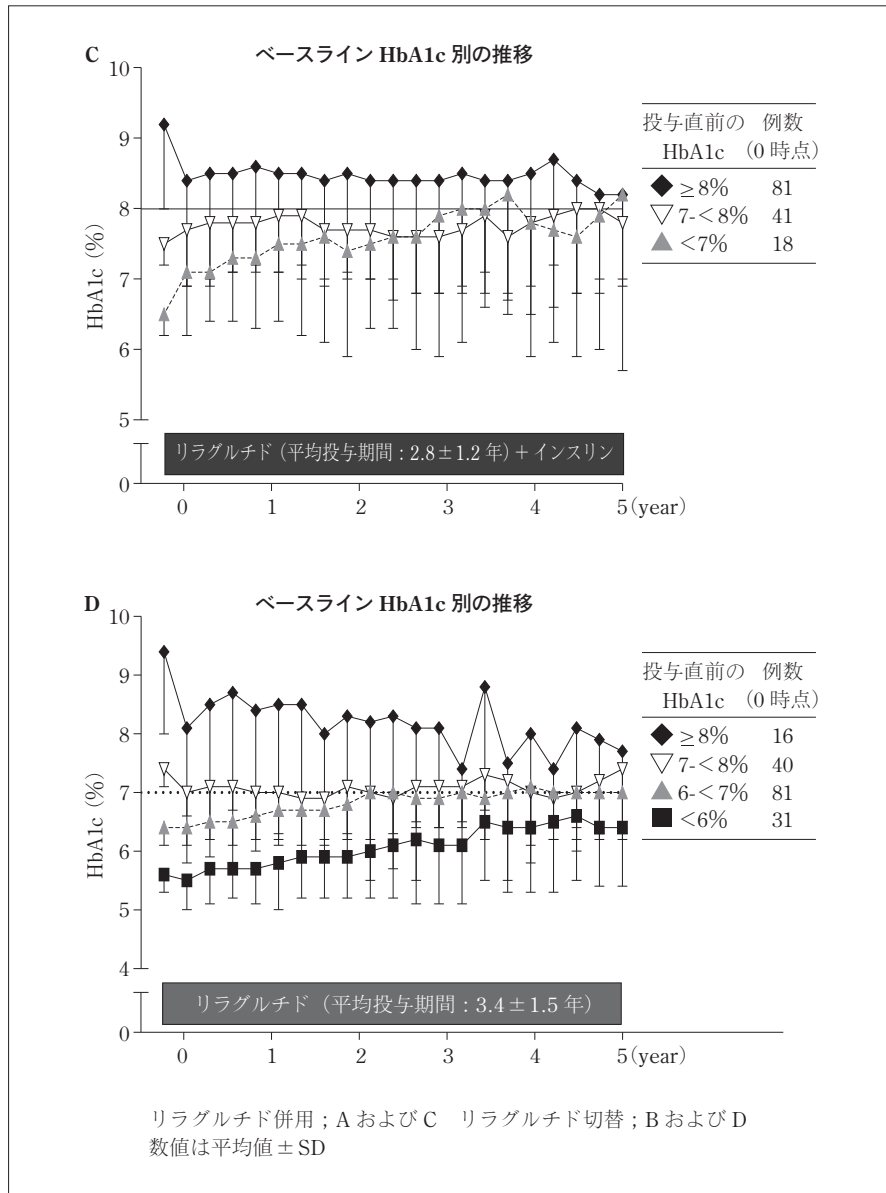 C ベースライン HbA1c 別の推移
10
9
8
7
6
5
0
HbA1c (%)
投与直前の 例数
HbA1c (0 時点)
≥8% 81
7-<8% 41
<7% 18
リラグルチド (平均投与期間:2.8±1.2 年)+インスリン
0 1 2 3 4 5 (year)
D ベースライン HbA1c 別の推移
10
9
8
7
6
5
4
0
HbA1c (%)
投与直前の 例数
HbA1c (0 時点)
≥8% 16
7-<8% 40
6-<7% 81
<6% 31
リラグルチド (平均投与期間:3.4±1.5 年)
0 1 2 3 4 5 (year)
リラグルチド併用;A および C リラグルチド切替;B および D
数値は平均値±SD